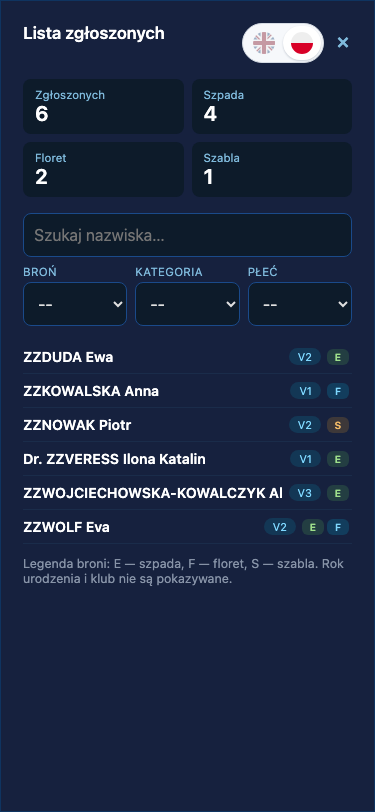 Lista zgłoszonych
×
Zgłoszonych
6
Szpada
4
Floret
2
Szabla
1
Szukaj nazwiska...
BROŃ
KATEGORIA
PŁEĆ
--
--
--
ZZDUDA Ewa V2 E
ZZKOWALSKA Anna V1 F
ZZNOWAK Piotr V2 S
Dr. ZZVERESS Ilona Katalin V1 E
ZZWOJCIECHOWSKA-KOWALCZYK V3 E
ZZWOLF Eva V2 E F
Legenda broni: E — szpada, F — floret, S — szabla. Rok
urodzenia i klub nie są pokazywane.